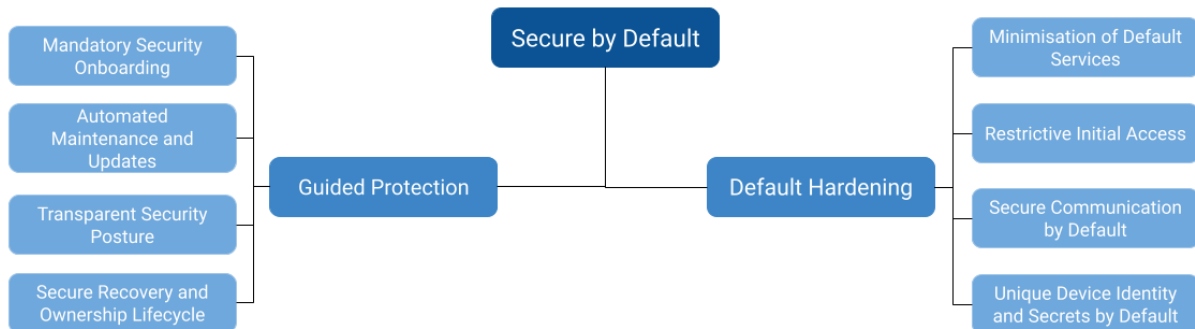 Secure by Default
Guided Protection
Mandatory Security
Onboarding
Automated
Maintenance and
Updates
Transparent Security
Posture
Secure Recovery and
Ownership Lifecycle
Default Hardening
Minimisation of Default
Services
Restrictive Initial Access
Secure Communication
by Default
Unique Device Identity
and Secrets by Default